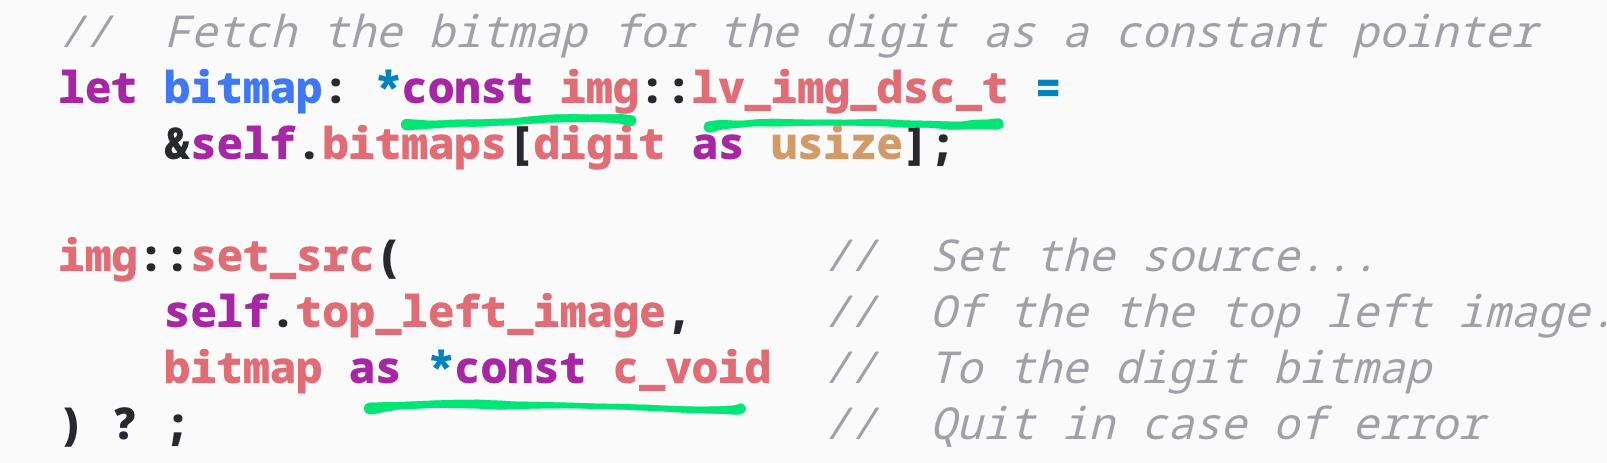 // Fetch the bitmap for the digit as a constant pointer
let bitmap: *const img::lv_img_dsc_t =
    &self.bitmaps[digit as usize];
img::set_src(                // Set the source...
    self.top_left_image,     // Of the the top left image.
    bitmap as *const c_void  // To the digit bitmap
) ? ;                        // Quit in case of error